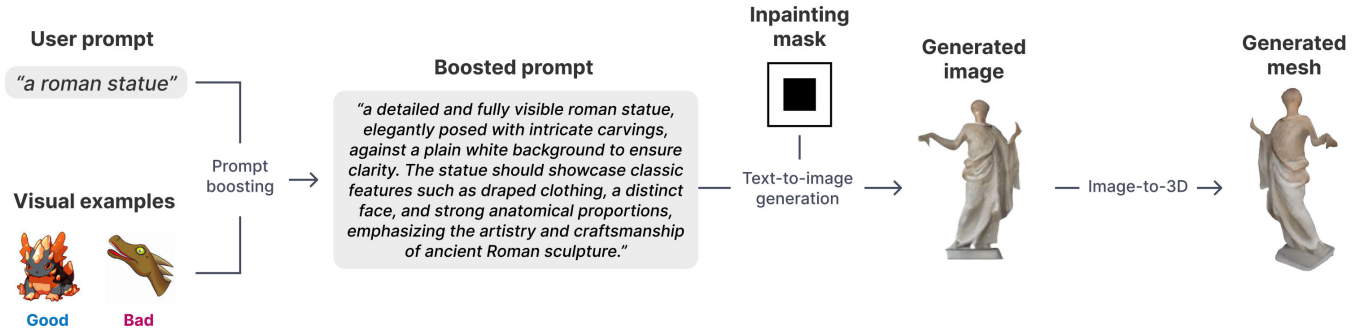 User prompt
“a roman statue”
Visual examples
Good
Bad
Prompt
boosting
Boosted prompt
“a detailed and fully visible roman statue,
elegantly posed with intricate carvings,
against a plain white background to ensure
clarity. The statue should showcase classic
features such as draped clothing, a distinct
face, and strong anatomical proportions,
emphasizing the artistry and craftsmanship
of ancient Roman sculpture.”
Inpainting
mask
Text-to-image
generation
Generated
image
Image-to-3D
Generated
mesh